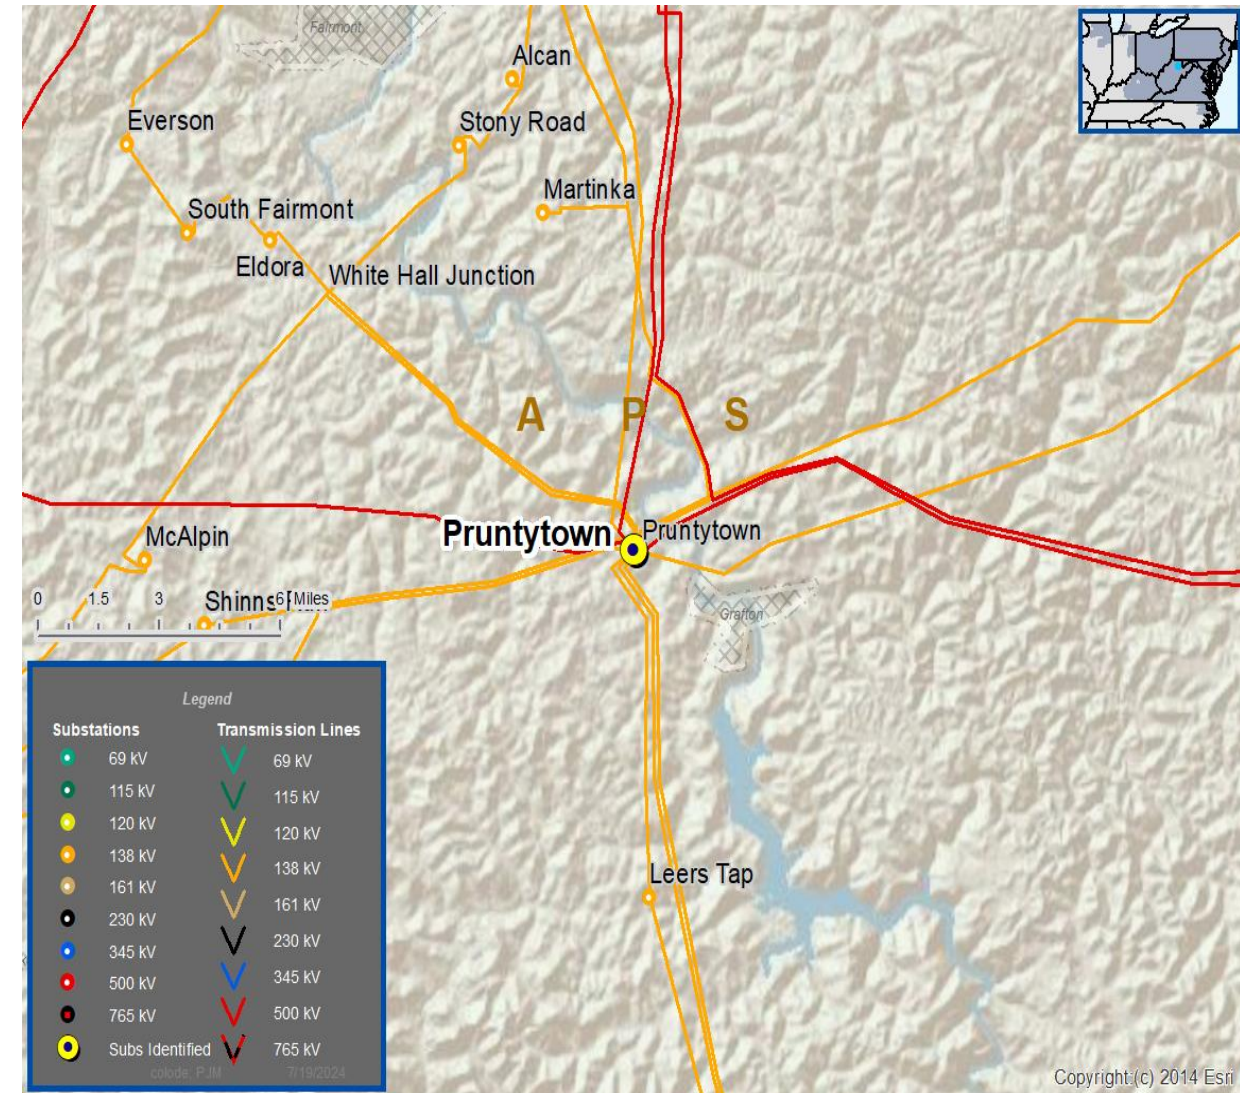 Fairmont
Alcan
Everson
Stony Road
Martinka
South Fairmont
Eldora
White Hall Junction
A P S
Pruntytown
Pruntytown
McAlpin
0 1.5 3 6 Miles
Shinns
Grafton
Leers Tap
Legend
Substations Transmission Lines
69 kV 69 kV
115 kV 115 kV
120 kV 120 kV
138 kV 138 kV
161 kV 161 kV
230 kV 230 kV
345 kV 345 kV
500 kV 500 kV
765 kV 765 kV
Subs Identified
colode, PJM 7/19/2024
Copyright:(c) 2014 Esri